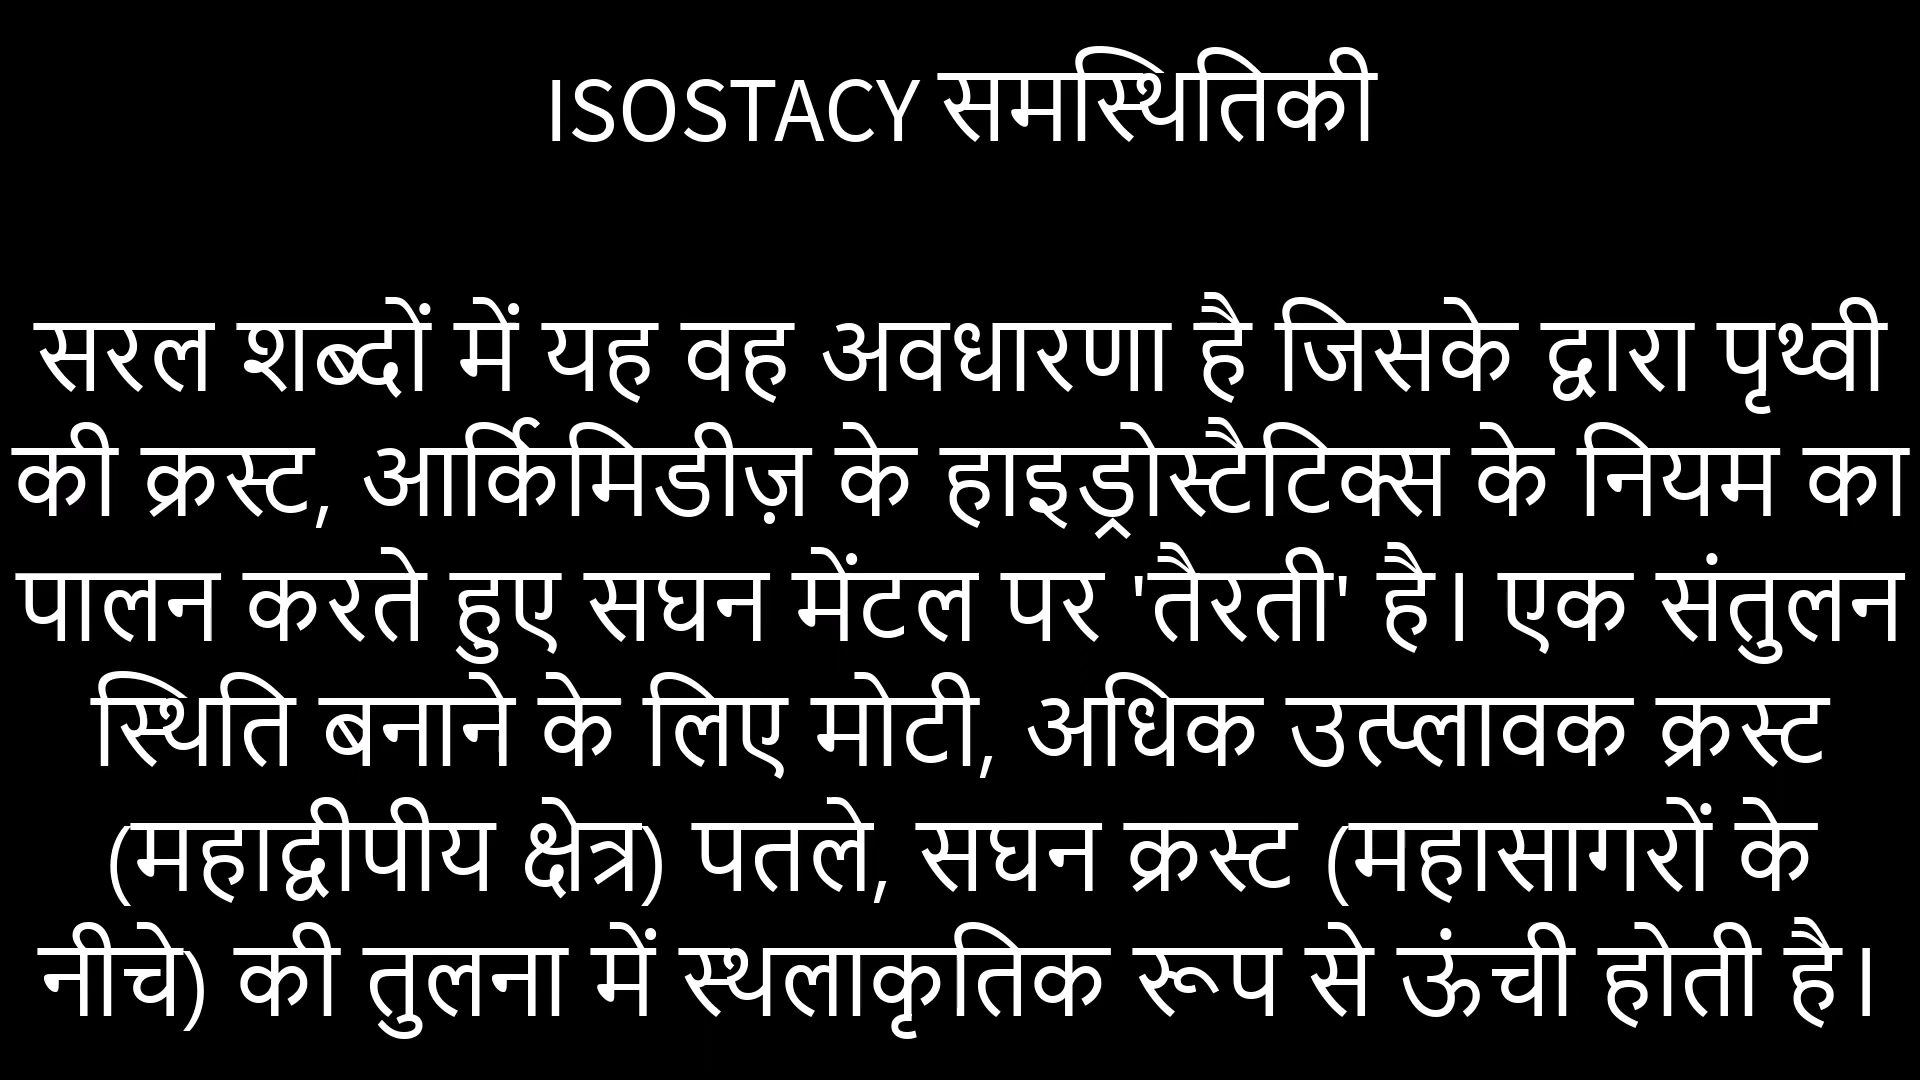 ISOSTACY समस्थितिकी
सरल शब्दों में यह वह अवधारणा है जिसके द्वारा पृथ्वी
की क्रस्ट, आर्किमिडीज़ के हाइड्रोस्टैटिक्स के नियम का
पालन करते हुए सघन मेंटल पर 'तैरती' है। एक संतुलन
स्थिति बनाने के लिए मोटी, अधिक उत्प्लावक क्रस्ट
(महाद्वीपीय क्षेत्र) पतले, सघन क्रस्ट (महासागरों के
नीचे) की तुलना में स्थलाकृतिक रूप से ऊंची होती है।